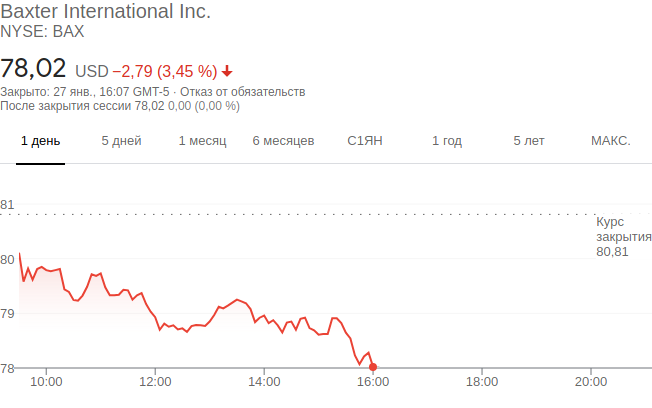 Baxter International Inc.
NYSE: BAX
78,02 USD −2,79 (3,45 %)
Закрыто: 27 янв., 16:07 GMT-5 · Отказ от обязательств
После закрытия сессии 78,02 0,00 (0,00 %)
1 день 5 дней 1 месяц 6 месяцев С1ЯН 1 год 5 лет МАКС.
81
Курс
закрытия
80,81
80
79
78
10:00 12:00 14:00 16:00 18:00 20:00